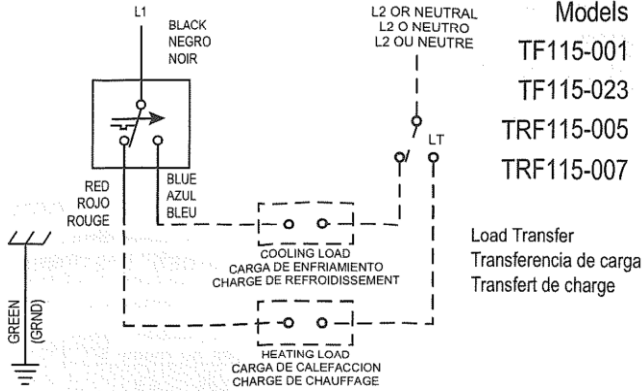 L1
BLACK
NEGRO
NOIR
L2 OR NEUTRAL
L2 O NEUTRO
L2 OU NEUTRE
Models
TF115-001
TF115-023
TRF115-005
TRF115-007
LT
RED
ROJO
ROUGE
BLUE
AZUL
BLEU
COOLING LOAD
CARGA DE ENFRIAMIENTO
CHARGE DE REFROIDISSEMENT
Load Transfer
Transferencia de carga
Transfert de charge
GREEN
(GRND)
HEATING LOAD
CARGA DE CALEFACCION
CHARGE DE CHAUFFAGE